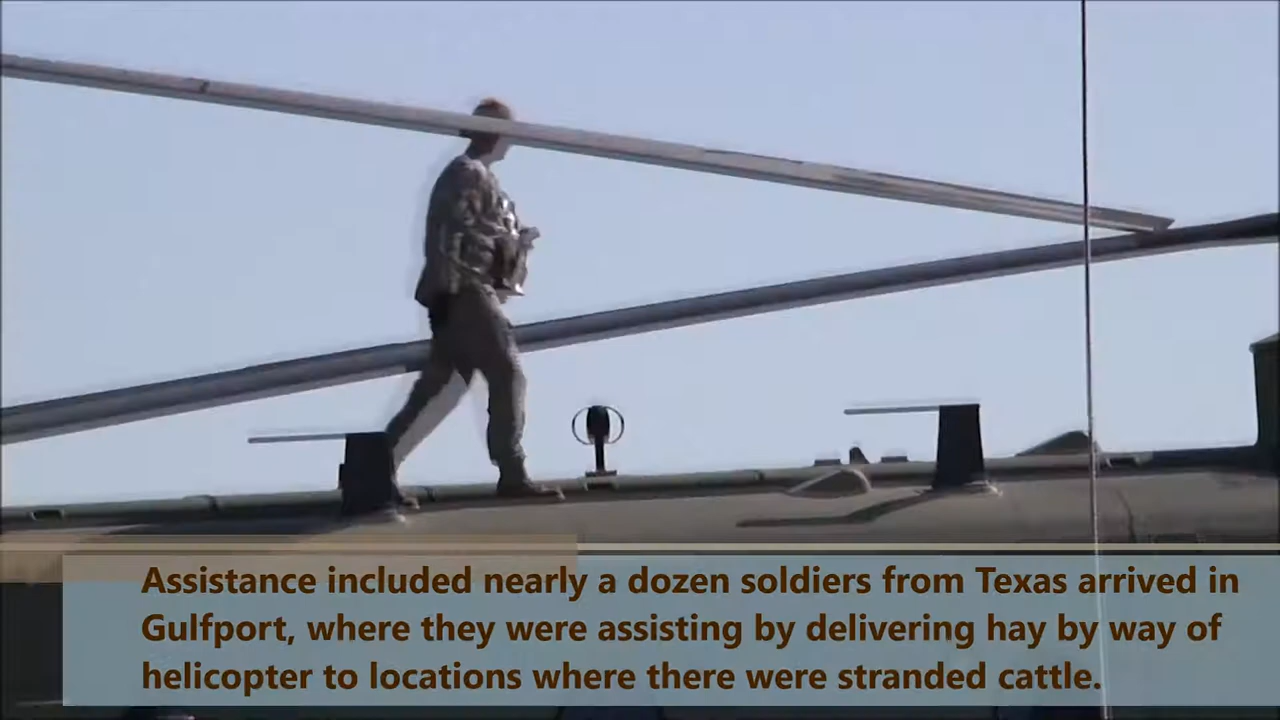 Assistance included nearly a dozen soldiers from Texas arrived in
Gulfport, where they were assisting by delivering hay by way of
helicopter to locations where there were stranded cattle.